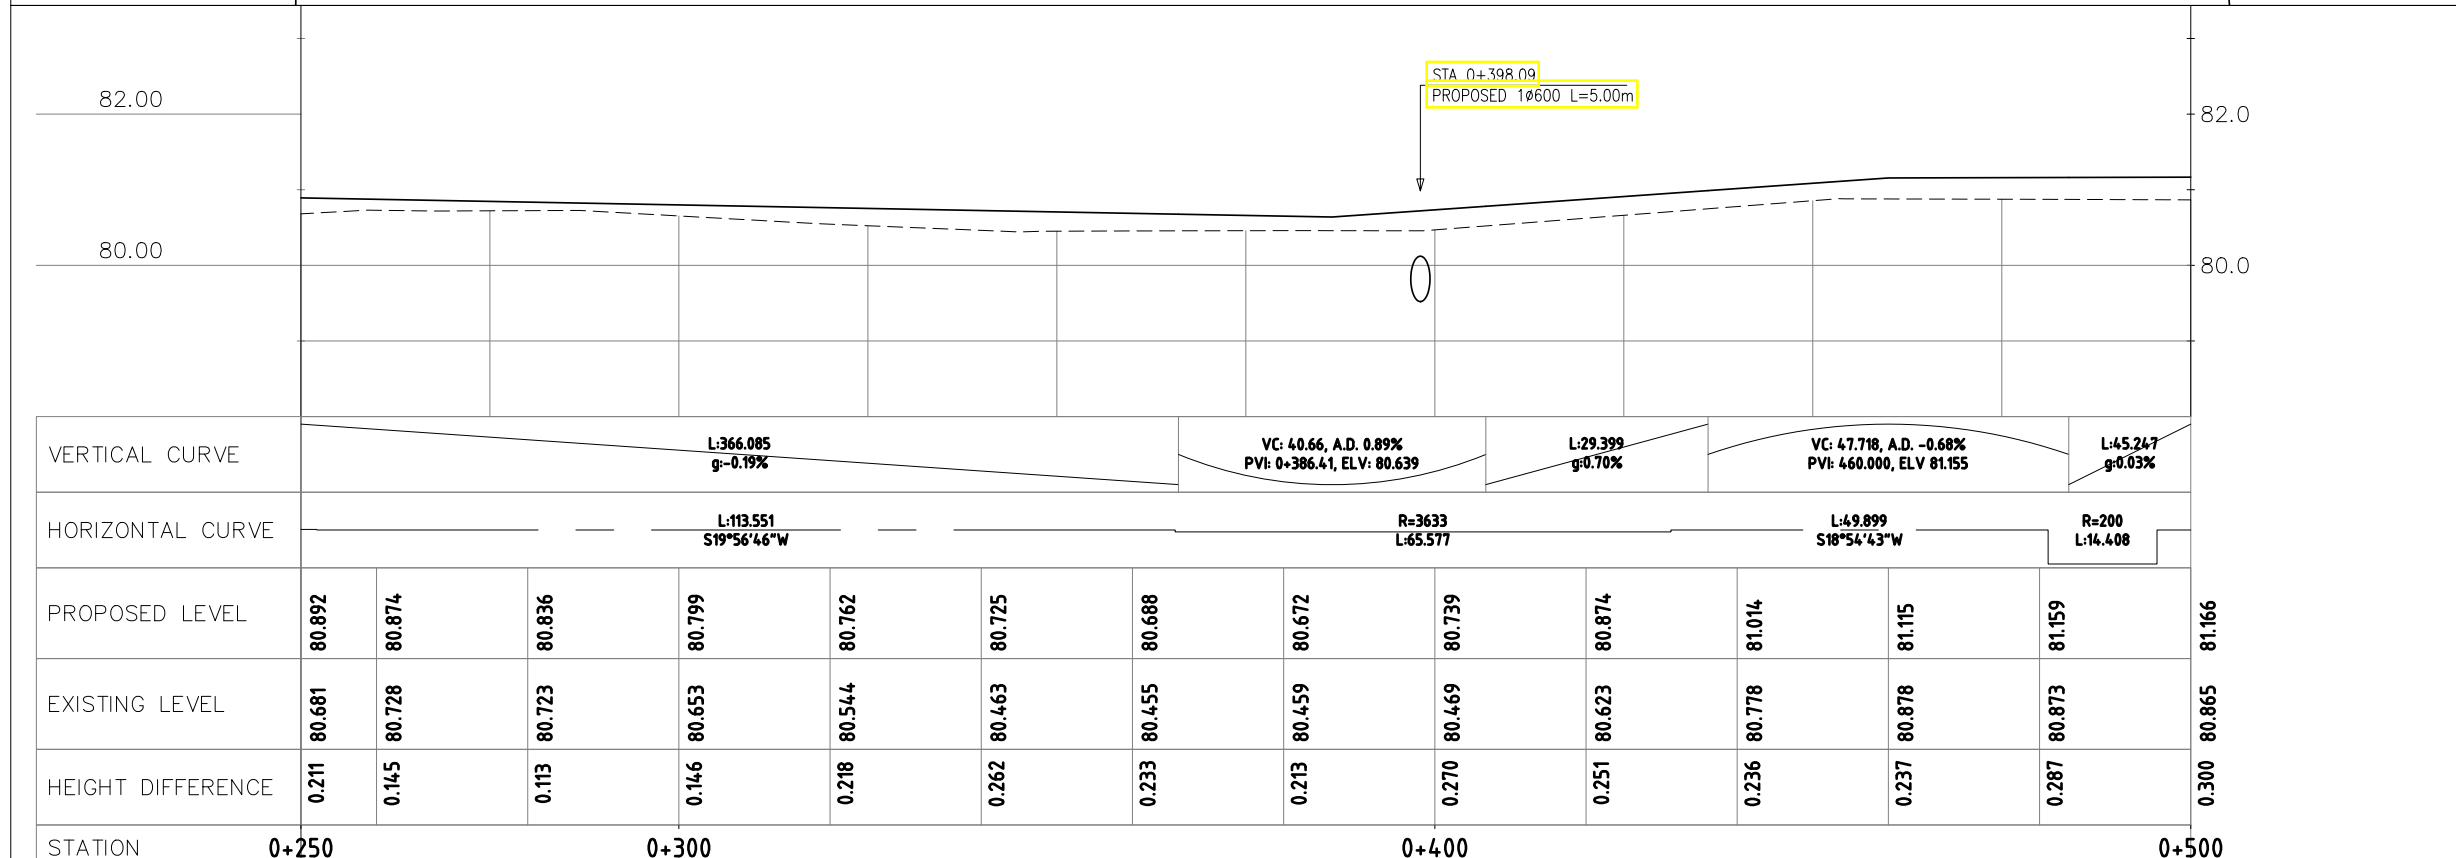 STA 0+398.09
PROPOSED 1ø600 L=5.00m
82.00
82.0
80.00
80.0
VERTICAL CURVE
L:366.085
g:-0.19%
VC: 40.66, A.D. 0.89%
PVI: 0+386.41, ELV: 80.639
L:29.399
g:0.70%
VC: 47.718, A.D. -0.68%
PVI: 460.000, ELV 81.155
L:45.247
g:0.03%
HORIZONTAL CURVE
L:113.551
S19°56'46"W
R=3633
L:65.577
L:49.899
S18°54'43"W
R=200
L:14.408
PROPOSED LEVEL 80.892 80.874 80.836 80.799 80.762 80.725 80.688 80.672 80.739 80.874 81.014 81.115 81.159 81.166
EXISTING LEVEL 80.681 80.728 80.723 80.653 80.544 80.463 80.455 80.459 80.469 80.623 80.778 80.878 80.873 80.865
HEIGHT DIFFERENCE 0.211 0.145 0.113 0.146 0.218 0.262 0.233 0.213 0.270 0.251 0.236 0.237 0.287 0.300
STATION 0+250 0+300 0+400 0+500